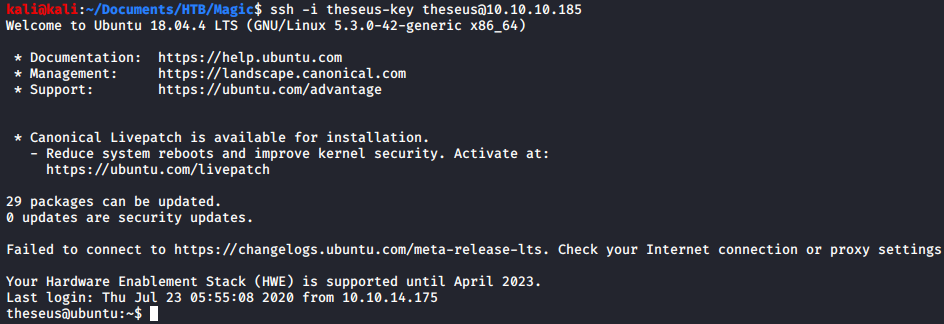 kali@kali:~/Documents/HTB/Magic$ ssh -i theseus-key theseus@10.10.10.185
Welcome to Ubuntu 18.04.4 LTS (GNU/Linux 5.3.0-42-generic x86_64)
* Documentation:  https://help.ubuntu.com
* Management:     https://landscape.canonical.com
* Support:        https://ubuntu.com/advantage
* Canonical Livepatch is available for installation.
- Reduce system reboots and improve kernel security. Activate at:
https://ubuntu.com/livepatch
29 packages can be updated.
0 updates are security updates.
Failed to connect to https://changelogs.ubuntu.com/meta-release-lts. Check your Internet connection or proxy settings
Your Hardware Enablement Stack (HWE) is supported until April 2023.
Last login: Thu Jul 23 05:55:08 2020 from 10.10.14.175
theseus@ubuntu:~$